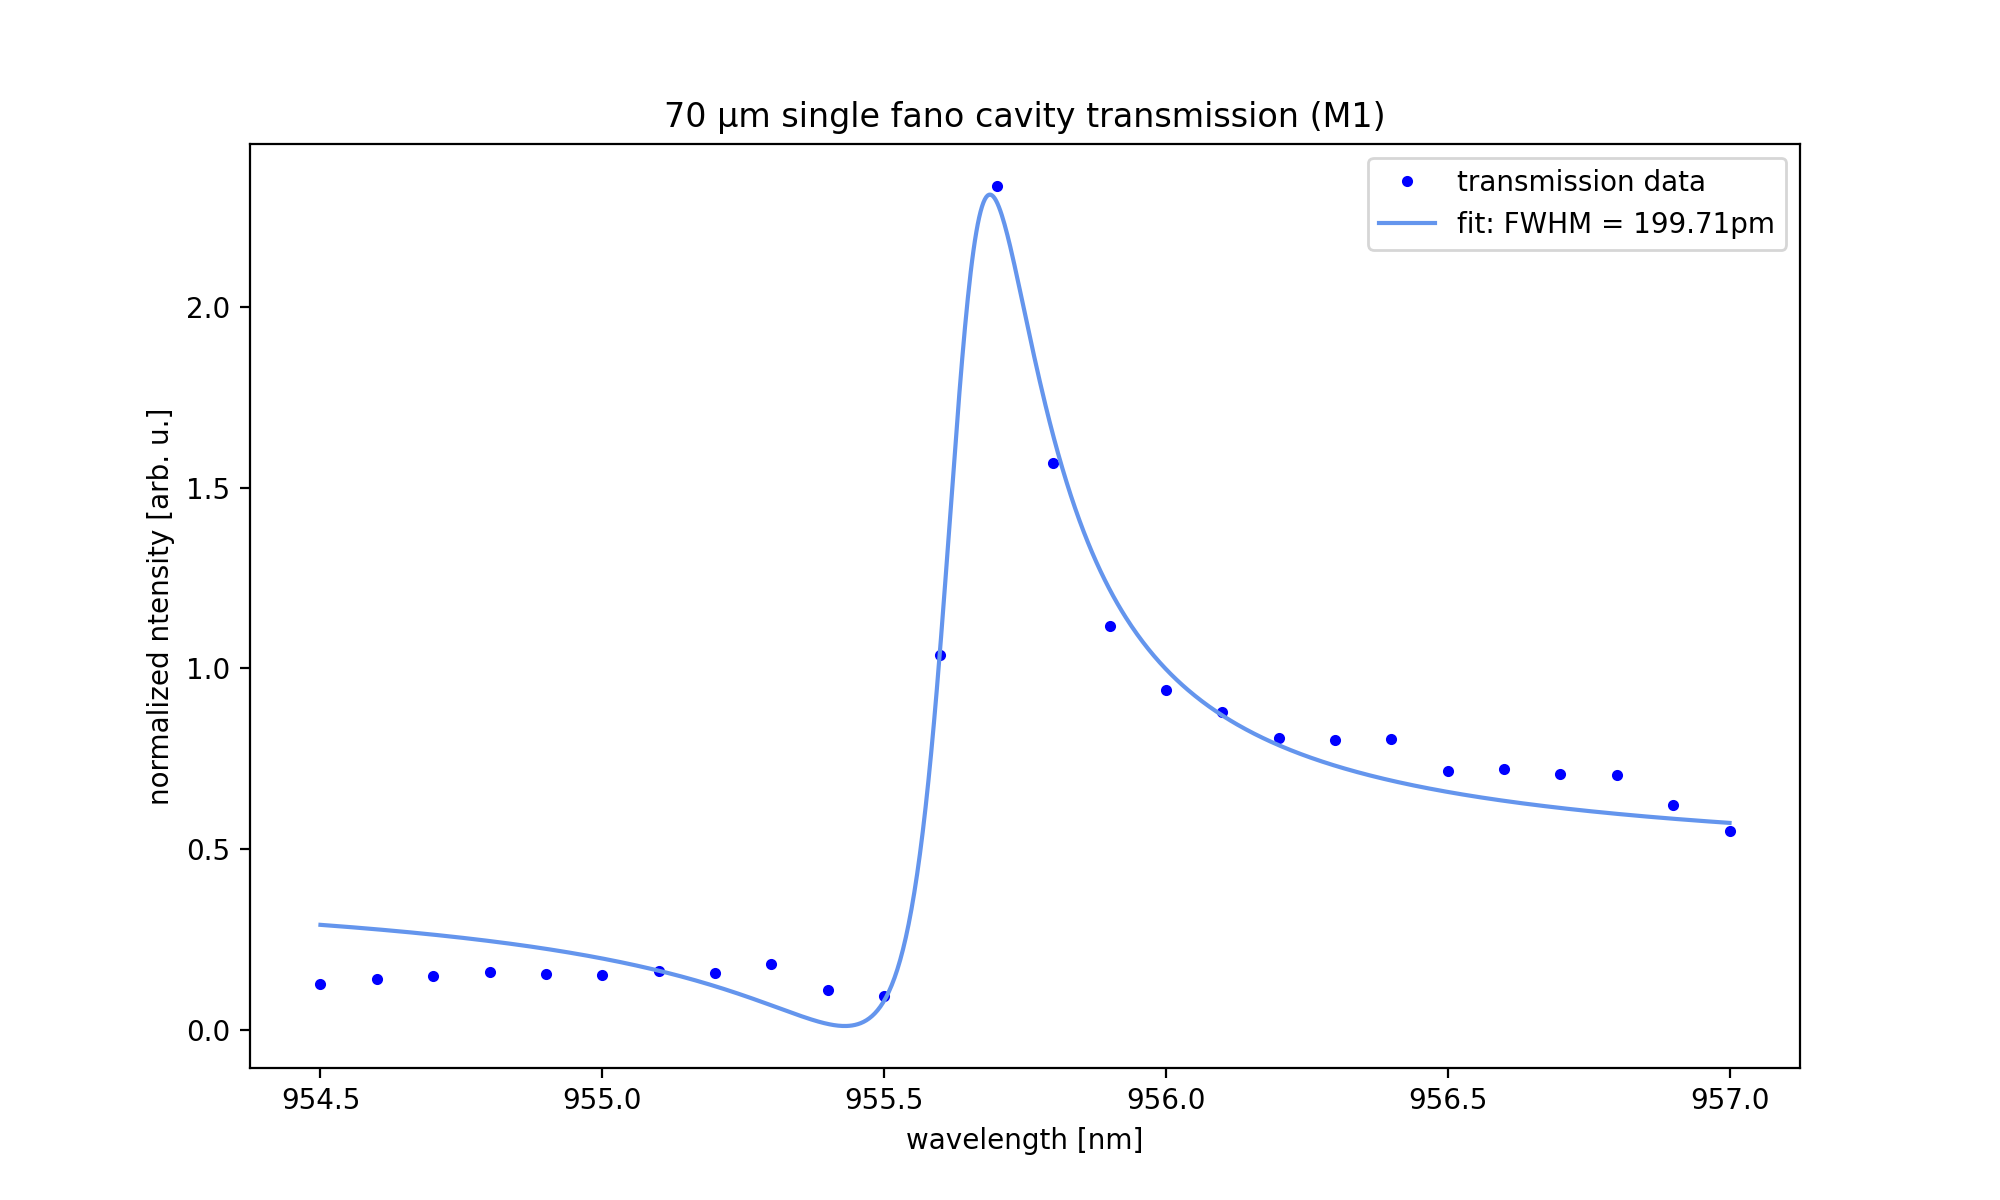 70 μm single fano cavity transmission (M1)
transmission data
fit: FWHM = 199.71pm
normalized ntensity [arb. u.]
2.0
1.5
1.0
0.5
0.0
954.5 955.0 955.5 956.0 956.5 957.0
wavelength [nm]